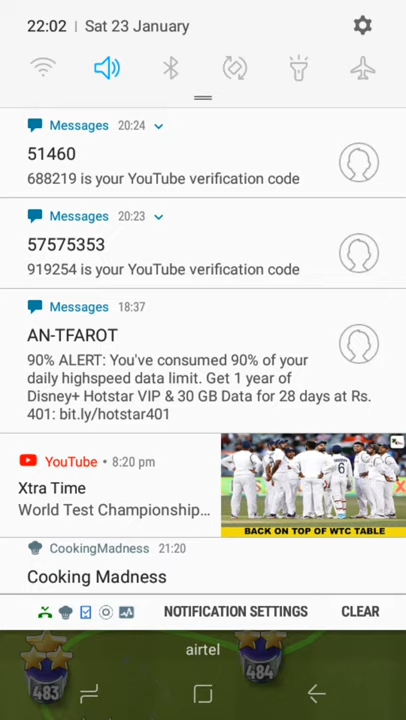 22:02 | Sat 23 January
Messages 20:24
51460
688219 is your YouTube verification code
Messages 20:23
57575353
919254 is your YouTube verification code
Messages 18:37
AN-TFAROT
90% ALERT: You've consumed 90% of your
daily highspeed data limit. Get 1 year of
Disney+ Hotstar VIP & 30 GB Data for 28 days at Rs.
401: bit.ly/hotstar401
YouTube • 8:20 pm
Xtra Time
World Test Championship...
6
BACK ON TOP OF WTC TABLE
CookingMadness 21:20
Cooking Madness
NOTIFICATION SETTINGS CLEAR
airtel
483
484